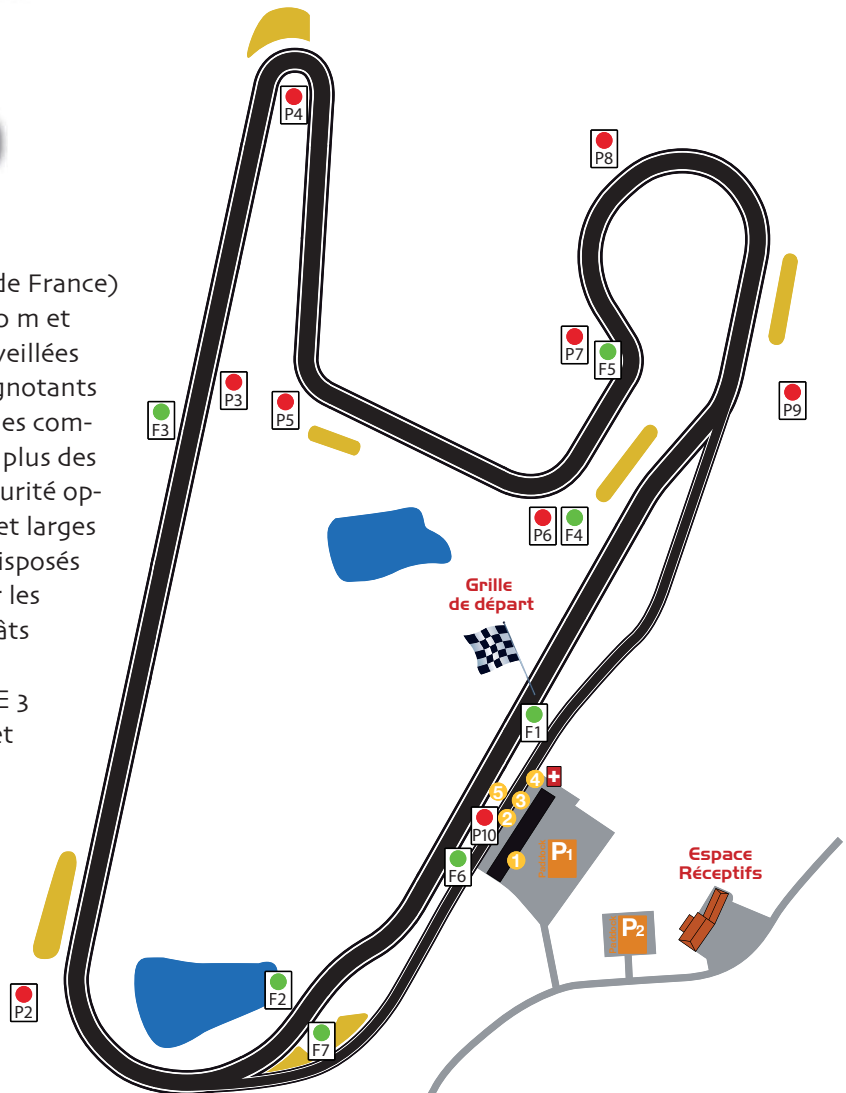 de France)
o m et
veillées
gnotants
es com-
plus des
urité op-
et larges
isposés
r les
âts
E 3
et
P4
P8
P7
F5
P3
P5
F3
P9
P6
F4
Grille
de départ
F1
4
5
3
2
P10
1
P1
F6
Espace
Réceptifs
P2
P2
F2
F7